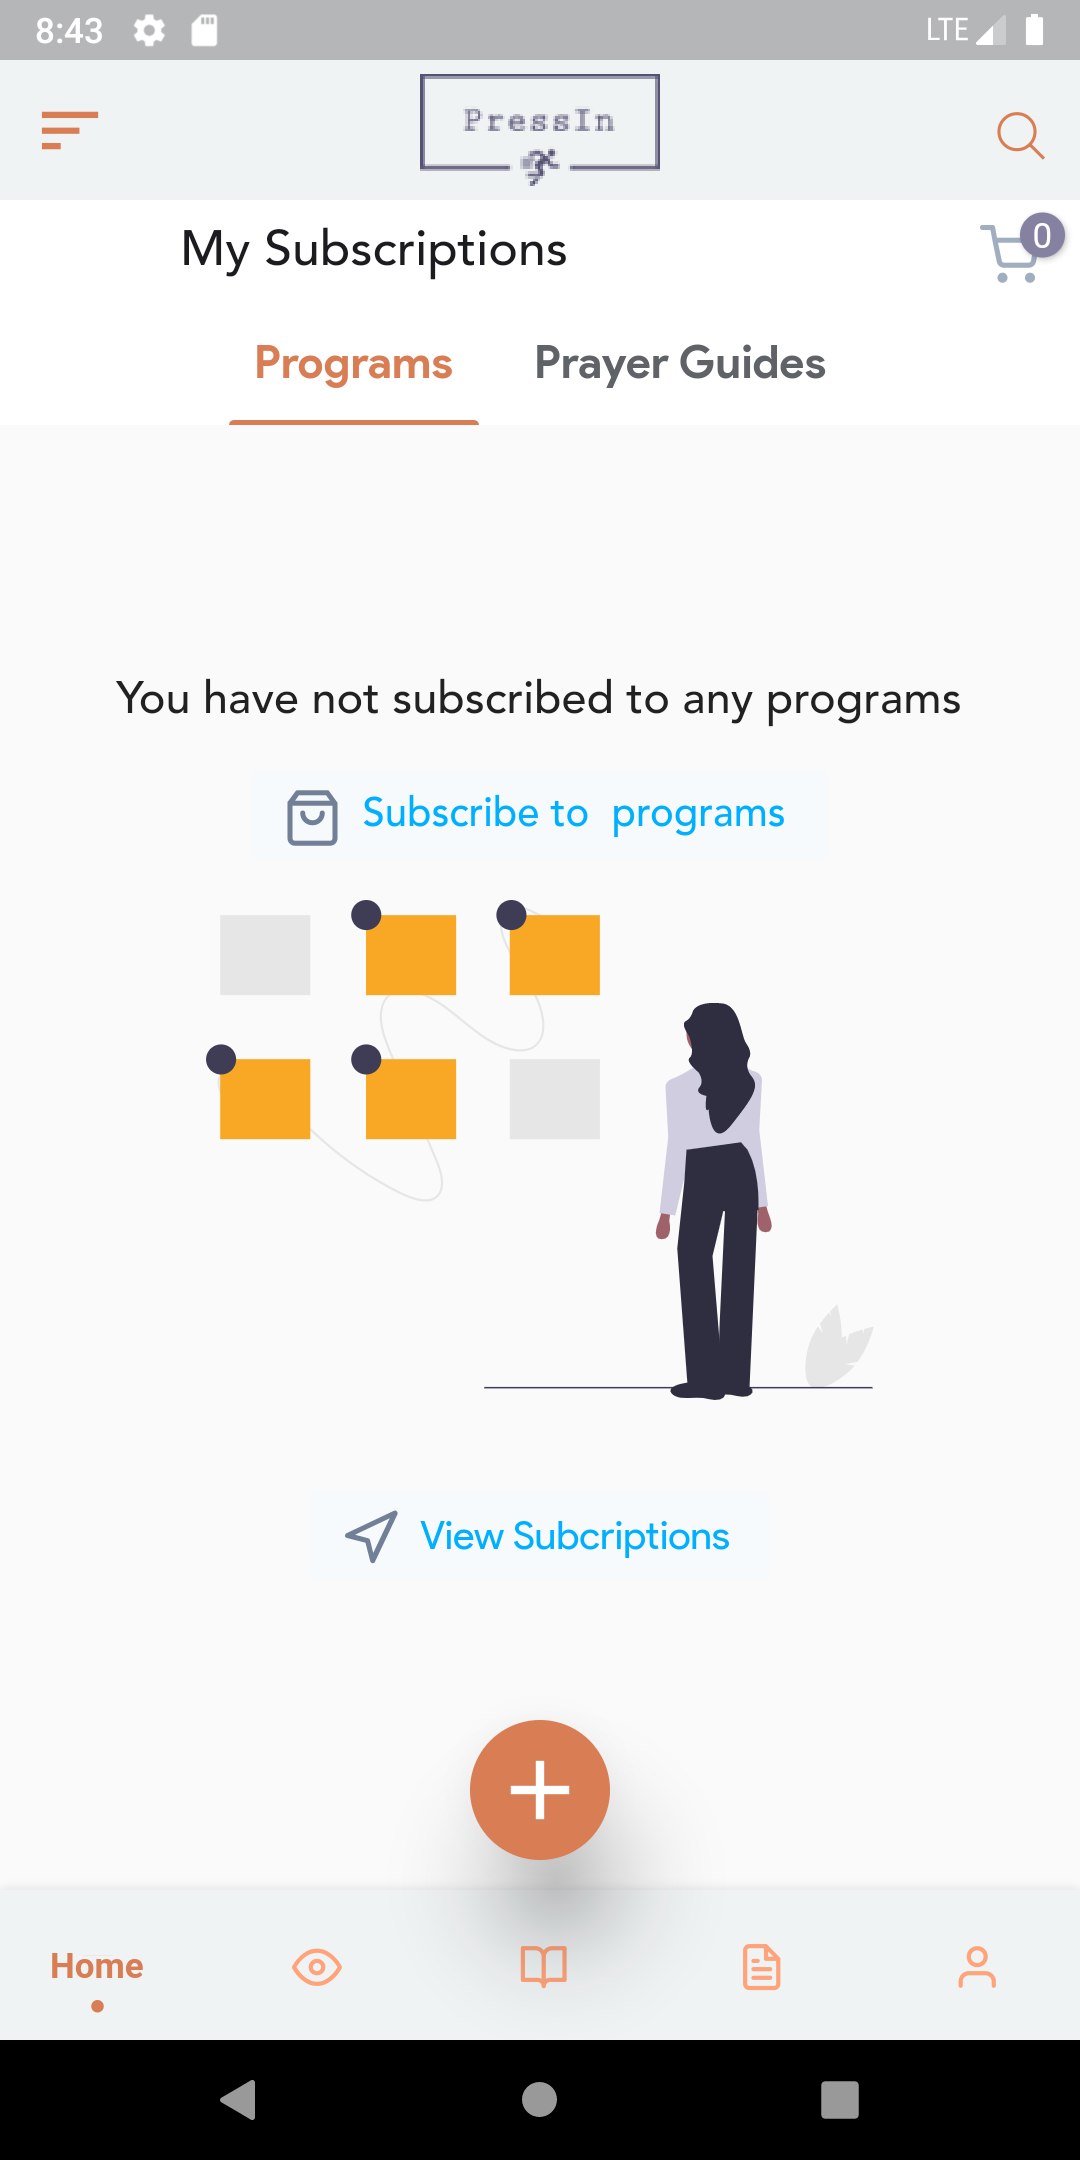 8:43
LTE
PressIn
My Subscriptions
0
Programs
Prayer Guides
You have not subscribed to any programs
Subscribe to  programs
View Subcriptions
Home